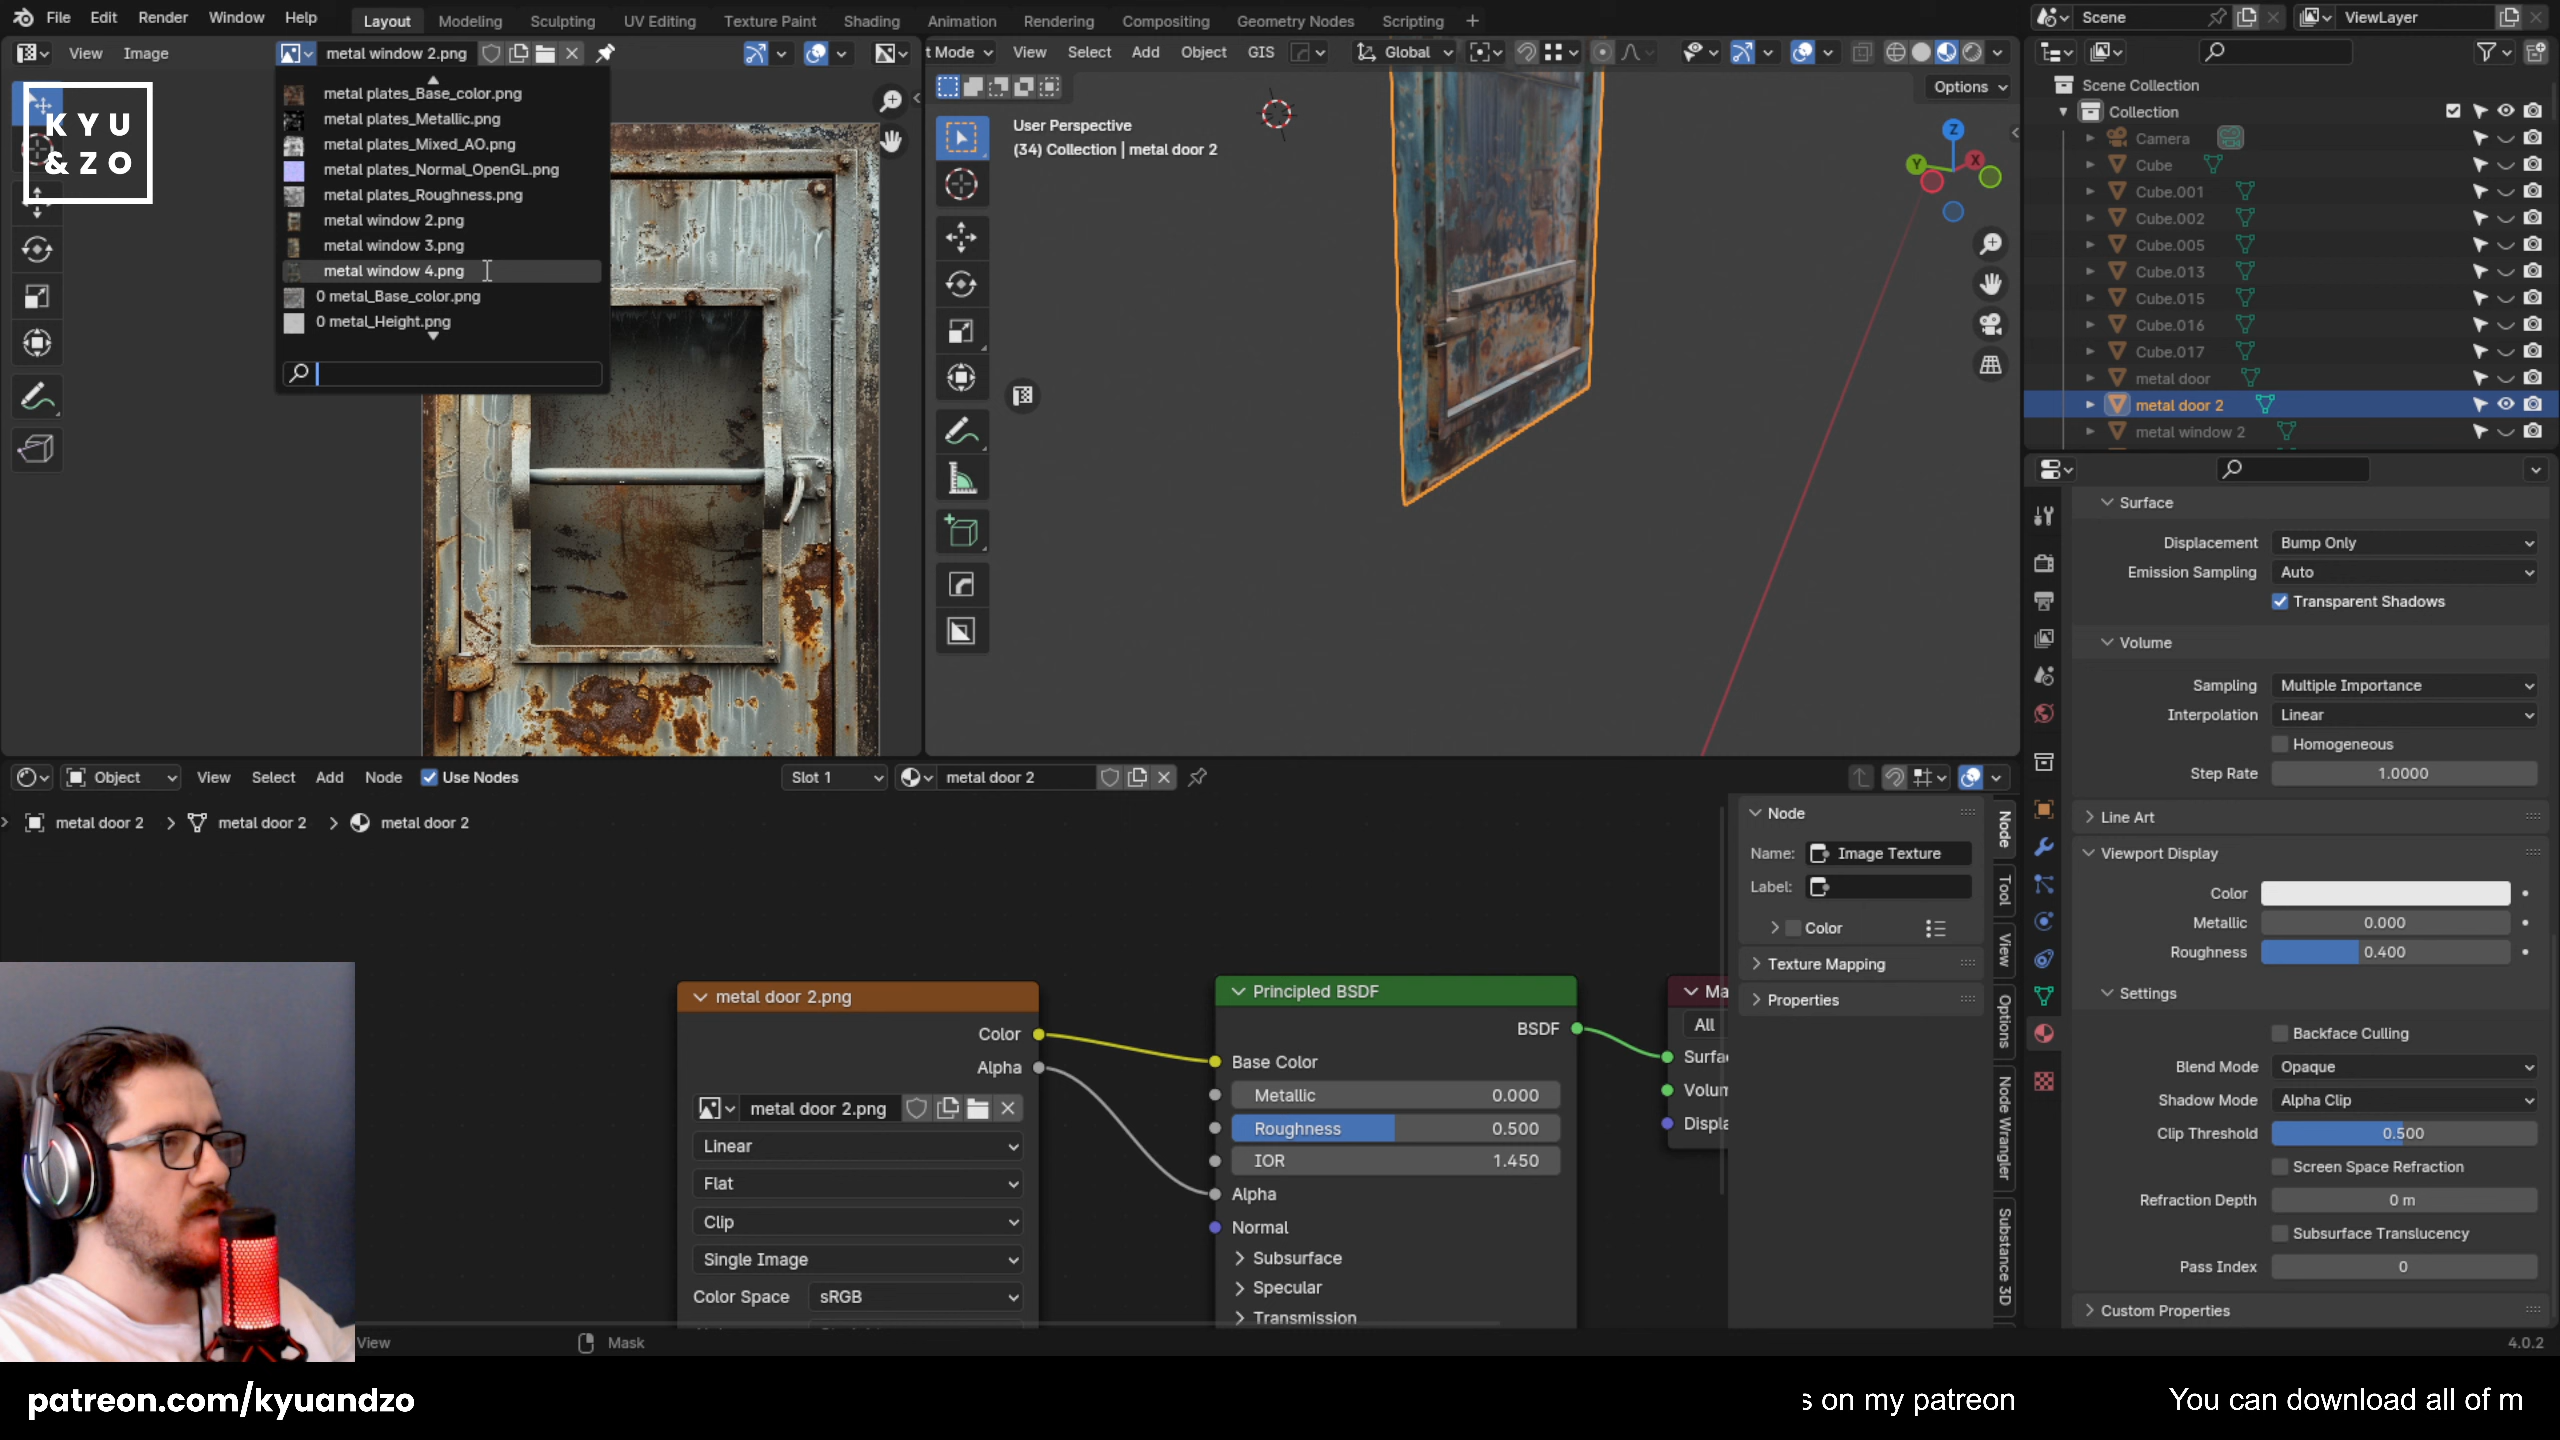 File Edit Render Window Help
Layout Modeling Sculpting UV Editing Texture Paint Shading Animation Rendering Compositing Geometry Nodes Scripting +
Scene
ViewLayer
View Image
metal window 2.png
t Mode View Select Add Object GIS
Global
KYU
&ZO
metal plates_Base_color.png
metal plates_Metallic.png
metal plates_Mixed_AO.png
metal plates_Normal_OpenGL.png
metal plates_Roughness.png
metal window 2.png
metal window 3.png
metal window 4.png
0 metal_Base_color.png
0 metal_Height.png
Options
User Perspective
(34) Collection | metal door 2
Z
Y
X
Scene Collection
Collection
Camera
Cube
Cube.001
Cube.002
Cube.005
Cube.013
Cube.015
Cube.016
Cube.017
metal door
metal door 2
metal window 2
Surface
Displacement Bump Only
Emission Sampling Auto
Transparent Shadows
Volume
Sampling Multiple Importance
Interpolation Linear
Homogeneous
Step Rate 1.0000
Line Art
Viewport Display
Color
Metallic 0.000
Roughness 0.400
Settings
Backface Culling
Blend Mode Opaque
Shadow Mode Alpha Clip
Clip Threshold 0.500
Screen Space Refraction
Refraction Depth 0 m
Subsurface Translucency
Pass Index 0
Custom Properties
Object View Select Add Node Use Nodes
Slot 1
metal door 2
metal door 2 > metal door 2 > metal door 2
metal door 2.png
Color
Alpha
metal door 2.png
Linear
Flat
Clip
Single Image
Color Space sRGB
Principled BSDF
BSDF
Base Color
Metallic 0.000
Roughness 0.500
IOR 1.450
Alpha
Normal
Subsurface
Specular
Transmission
Ma
All
Surfa
Volum
Displa
Node
Name: Image Texture
Label:
Color
Texture Mapping
Properties
Node
Tool
View
Options
Node Wrangler
Substance 3D
View
Mask
4.0.2
patreon.com/kyuandzo
s on my patreon
You can download all of m